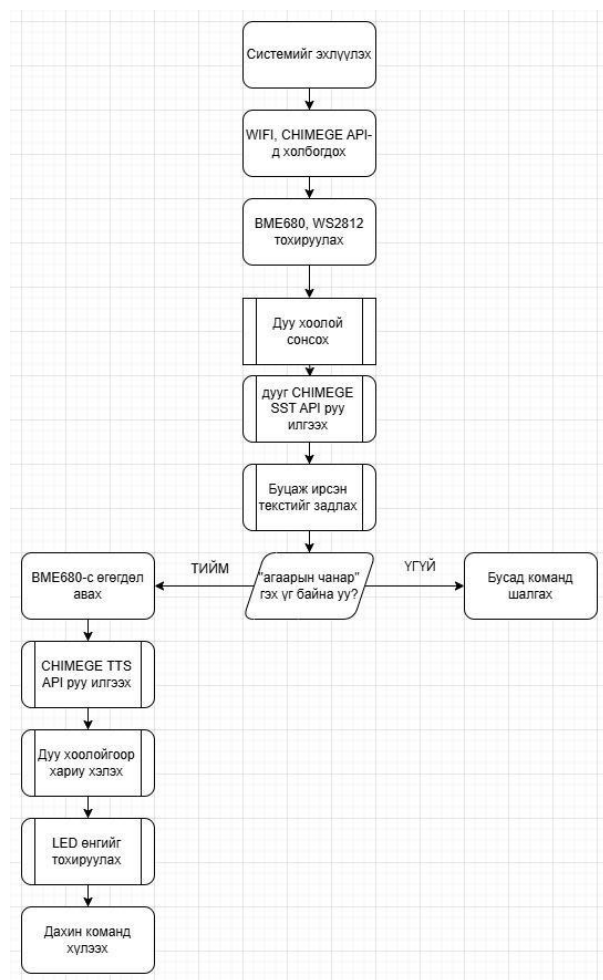 Системийг эхлүүлэх
WIFI, CHIMEGE API-
д холбогдох
BME680, WS2812
тохируулах
Дуу хоолой
сонсох
дууг CHIMEGE
SST API руу
илгээх
Буцаж ирсэн
текстийг задлах
"агаарын чанар"
гэх үг байна уу?
ТИЙМ
ҮГҮЙ
BME680-с өгөгдөл
авах
Бусад команд
шалгах
CHIMEGE TTS
API руу илгээх
Дуу хоолойгоор
хариу хэлэх
LED өнгийг
тохируулах
Дахин команд
хүлээх